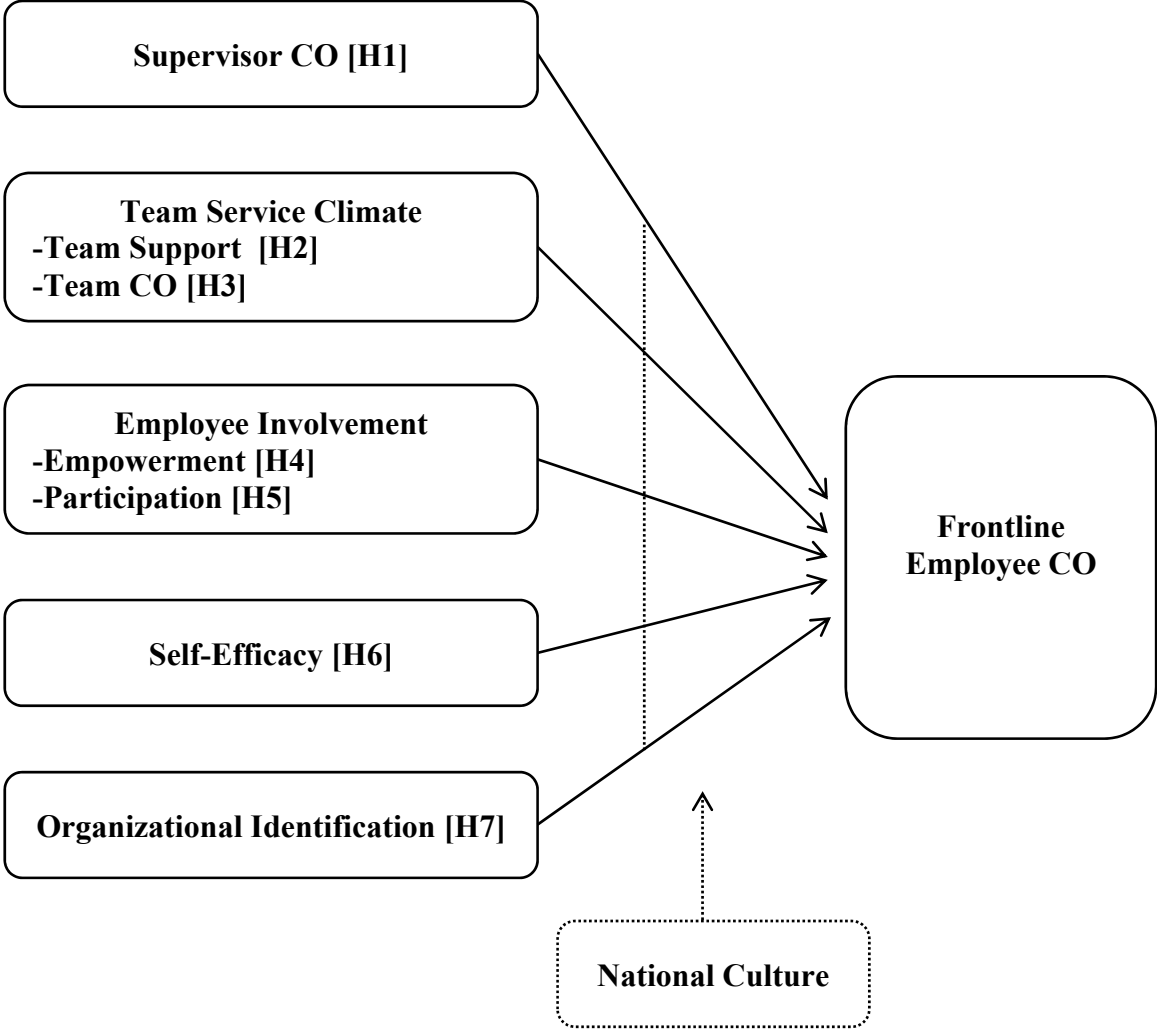 Supervisor CO [H1]
Team Service Climate
-Team Support [H2]
-Team CO [H3]
Employee Involvement
-Empowerment [H4]
-Participation [H5]
Self-Efficacy [H6]
Organizational Identification [H7]
Frontline
Employee CO
National Culture